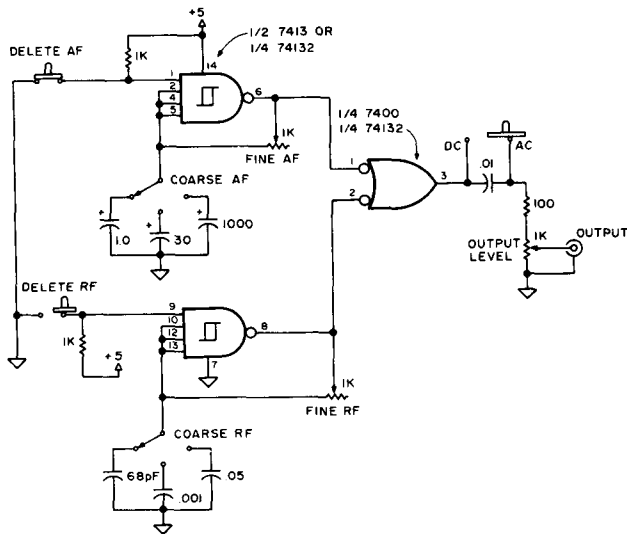 +5
1/2 7413 OR
1/4 74132
DELETE AF
1K
14
1
2
4
5
6
1K
FINE AF
1/4 7400
1/4 74132
DC
AC
.01
1
2
3
100
COARSE AF
+
1.0
+
30
+
1000
1K
OUTPUT
LEVEL
OUTPUT
DELETE RF
9
10
12
13
8
7
1K
+5
1K
FINE RF
COARSE RF
68pF
.001
.05